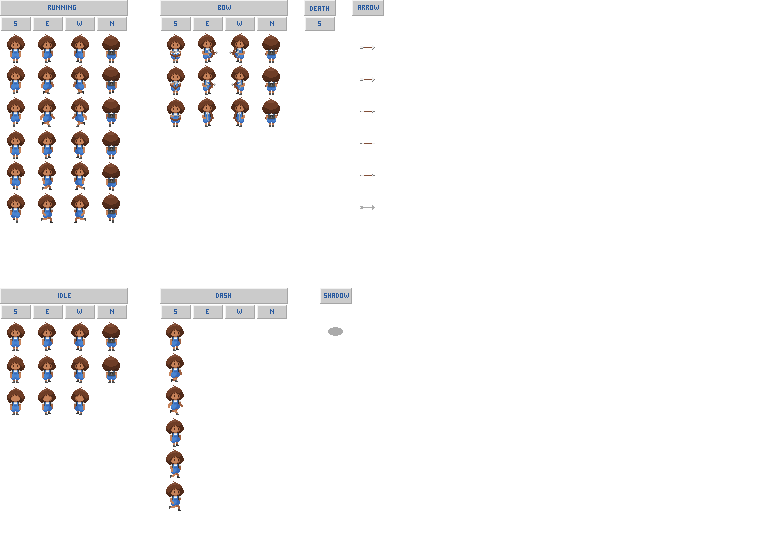 RUNNING
BOW
DEATH
ARROW
S E W N
S E W N
S
IDLE
DASH
SHADOW
S E W N
S E W N